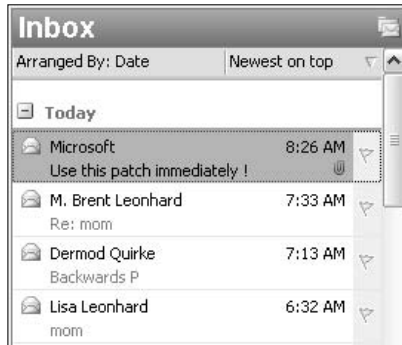 Inbox
Arranged By: Date Newest on top
Today
Microsoft 8:26 AM
Use this patch immediately !
M. Brent Leonhard 7:33 AM
Re: mom
Dermod Quirke 7:13 AM
Backwards P
Lisa Leonhard 6:32 AM
mom